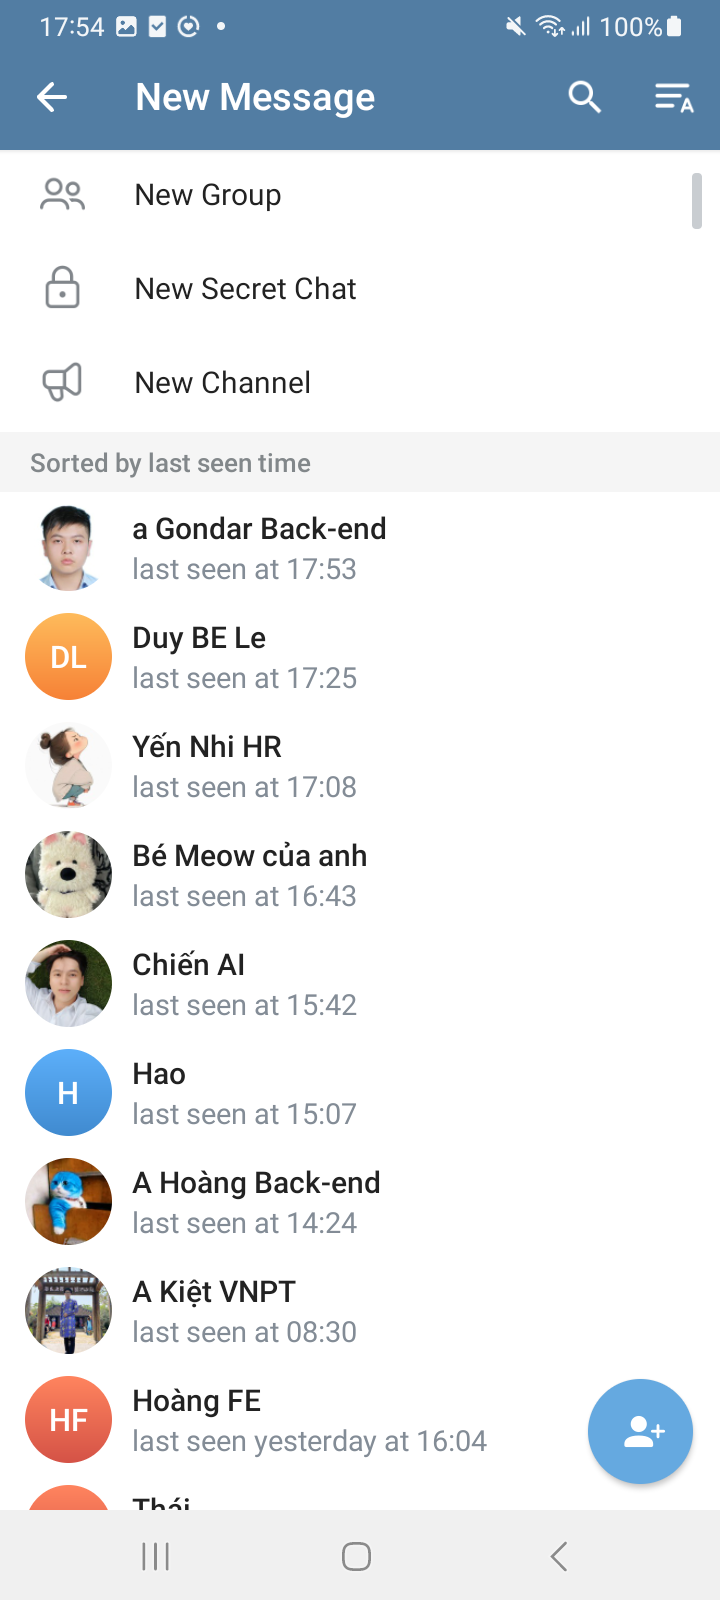 17:54
100%
New Message
New Group
New Secret Chat
New Channel
Sorted by last seen time
a Gondar Back-end
last seen at 17:53
DL
Duy BE Le
last seen at 17:25
Yến Nhi HR
last seen at 17:08
Bé Meow của anh
last seen at 16:43
Chiến AI
last seen at 15:42
H
Hao
last seen at 15:07
A Hoàng Back-end
last seen at 14:24
A Kiệt VNPT
last seen at 08:30
HF
Hoàng FE
last seen yesterday at 16:04
Thái